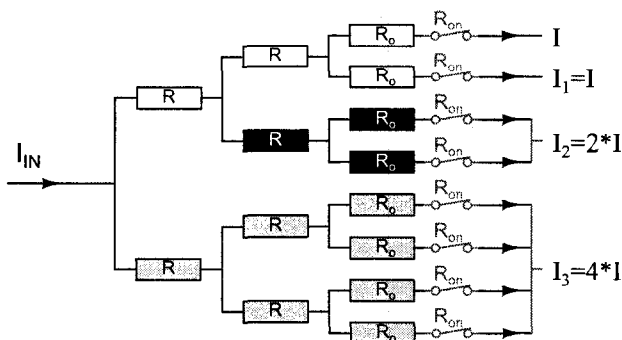 R_on
R_o I
R
R_on
R_o I_1=I
R
R_on
R_o
R I_2=2*I
R_on
R_o
I_IN
R_on
R_o
R
R_on
R_o
R I_3=4*I
R_on
R_o
R
R_on
R_o